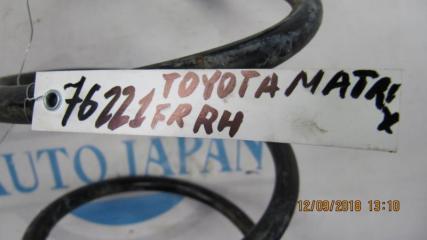 TOYOTA MATRIX
76221 FR RH
AUTO JAPAN
12/09/2018 13:10